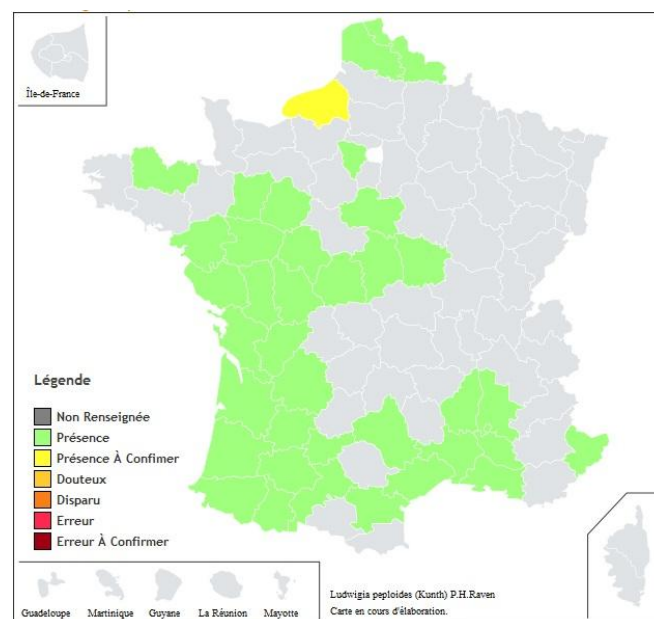 Île-de-France
Légende
Non Renseignée
Présence
Présence À Confimer
Douteux
Disparu
Erreur
Erreur À Confirmer
Guadeloupe
Martinique
Guyane
La Réunion
Mayotte
Ludwigia peploides (Kunth) P.H.Raven
Carte en cours d'élaboration.